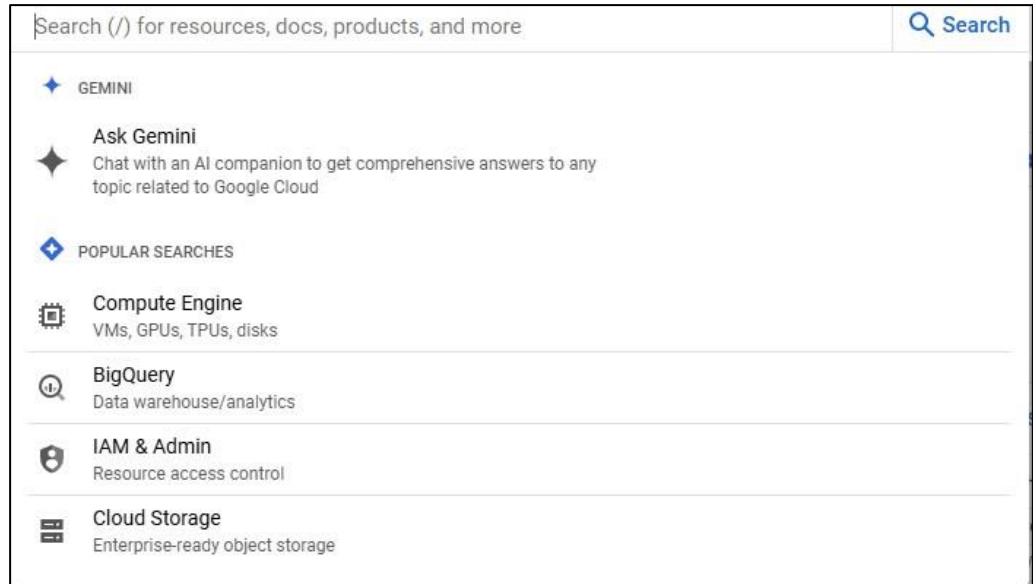 Search (/) for resources, docs, products, and more
Search
GEMINI
Ask Gemini
Chat with an AI companion to get comprehensive answers to any
topic related to Google Cloud
POPULAR SEARCHES
Compute Engine
VMs, GPUs, TPUs, disks
BigQuery
Data warehouse/analytics
IAM & Admin
Resource access control
Cloud Storage
Enterprise-ready object storage